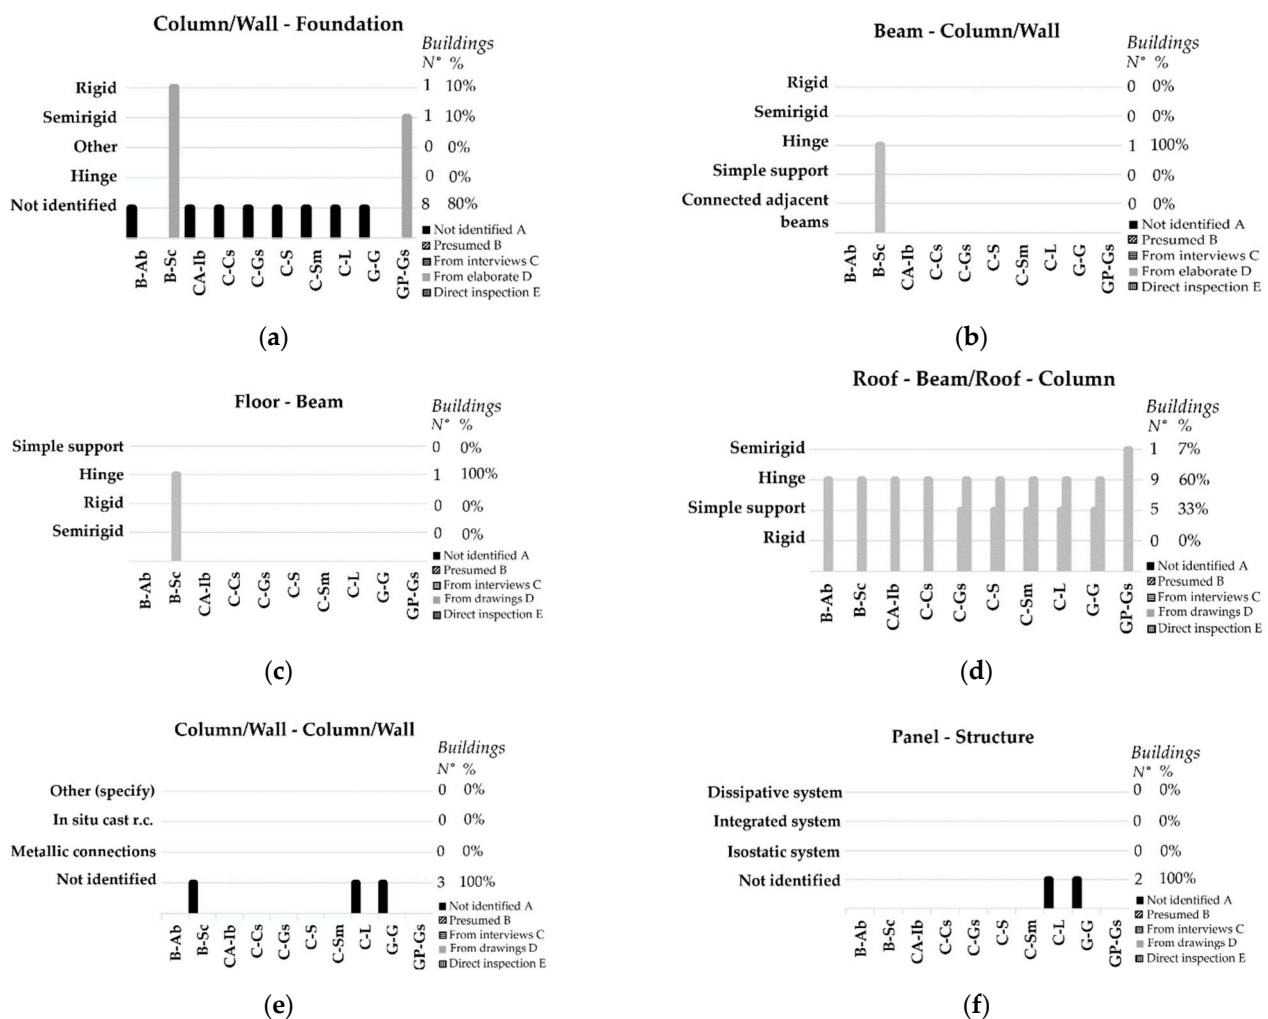 Column/Wall - Foundation
Buildings
N° %
Rigid 1 10%
Semirigid 1 10%
Other 0 0%
Hinge 0 0%
Not identified 8 80%
Not identified A
Presumed B
From interviews C
From elaborate D
Direct inspection E
B-Ab B-Sc CA-Ib C-Cs C-Gs C-S C-Sm C-L G-G GP-Gs
(a)
Beam - Column/Wall
Buildings
N° %
Rigid 0 0%
Semirigid 0 0%
Hinge 1 100%
Simple support 0 0%
Connected adjacent 0 0%
beams
Not identified A
Presumed B
From interviews C
From elaborate D
Direct inspection E
B-Ab B-Sc CA-Ib C-Cs C-Gs C-S C-Sm C-L G-G GP-Gs
(b)
Floor - Beam
Buildings
N° %
Simple support 0 0%
Hinge 1 100%
Rigid 0 0%
Semirigid 0 0%
Not identified A
Presumed B
From interviews C
From drawings D
Direct inspection E
B-Ab B-Sc CA-Ib C-Cs C-Gs C-S C-Sm C-L G-G GP-Gs
(c)
Roof - Beam/Roof - Column
Buildings
N° %
Semirigid 1 7%
Hinge 9 60%
Simple support 5 33%
Rigid 0 0%
Not identified A
Presumed B
From interviews C
From drawings D
Direct inspection E
B-Ab B-Sc CA-Ib C-Cs C-Gs C-S C-Sm C-L G-G GP-Gs
(d)
Column/Wall - Column/Wall
Buildings
N° %
Other (specify) 0 0%
In situ cast r.c. 0 0%
Metallic connections 0 0%
Not identified 3 100%
Not identified A
Presumed B
From interviews C
From drawings D
Direct inspection E
B-Ab B-Sc CA-Ib C-Cs C-Gs C-S C-Sm C-L G-G GP-Gs
(e)
Panel - Structure
Buildings
N° %
Dissipative system 0 0%
Integrated system 0 0%
Isostatic system 0 0%
Not identified 2 100%
Not identified A
Presumed B
From interviews C
From drawings D
Direct inspection E
B-Ab B-Sc CA-Ib C-Cs C-Gs C-S C-Sm C-L G-G GP-Gs
(f)